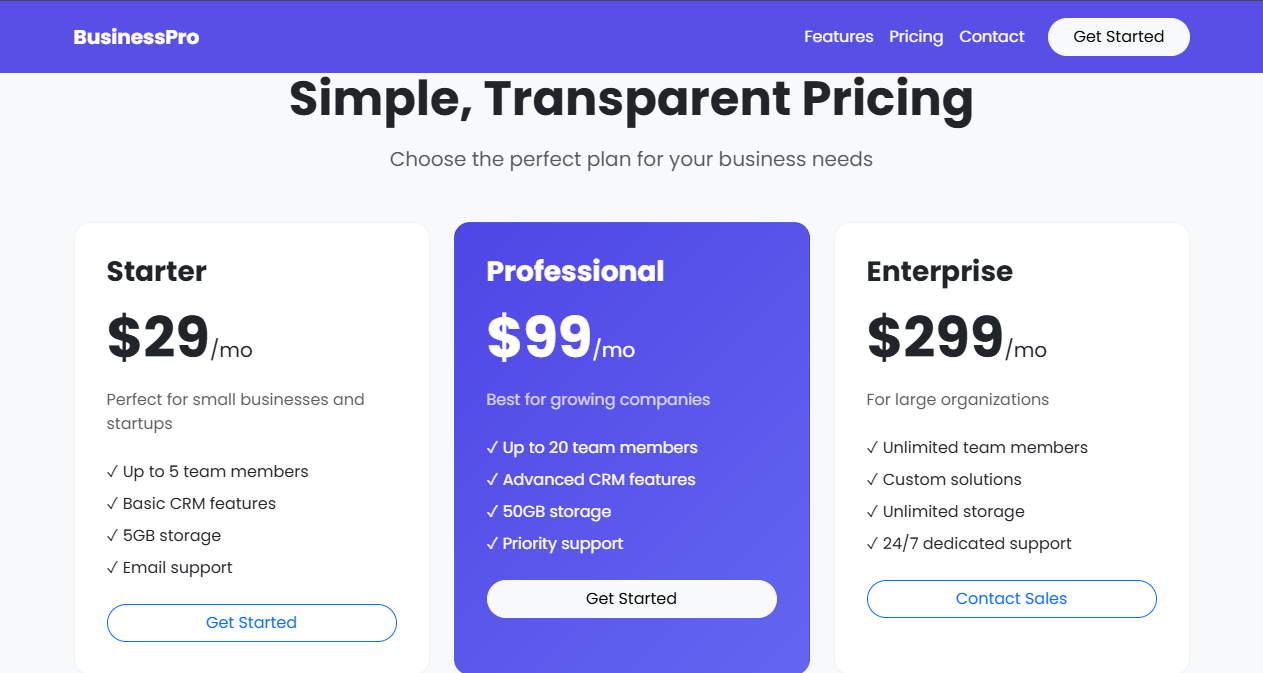 BusinessPro
Features
Pricing
Contact
Get Started
Simple, Transparent Pricing
Choose the perfect plan for your business needs
Starter
$29/mo
Perfect for small businesses and
startups
✓ Up to 5 team members
✓ Basic CRM features
✓ 5GB storage
✓ Email support
Get Started
Professional
$99/mo
Best for growing companies
✓ Up to 20 team members
✓ Advanced CRM features
✓ 50GB storage
✓ Priority support
Get Started
Enterprise
$299/mo
For large organizations
✓ Unlimited team members
✓ Custom solutions
✓ Unlimited storage
✓ 24/7 dedicated support
Contact Sales